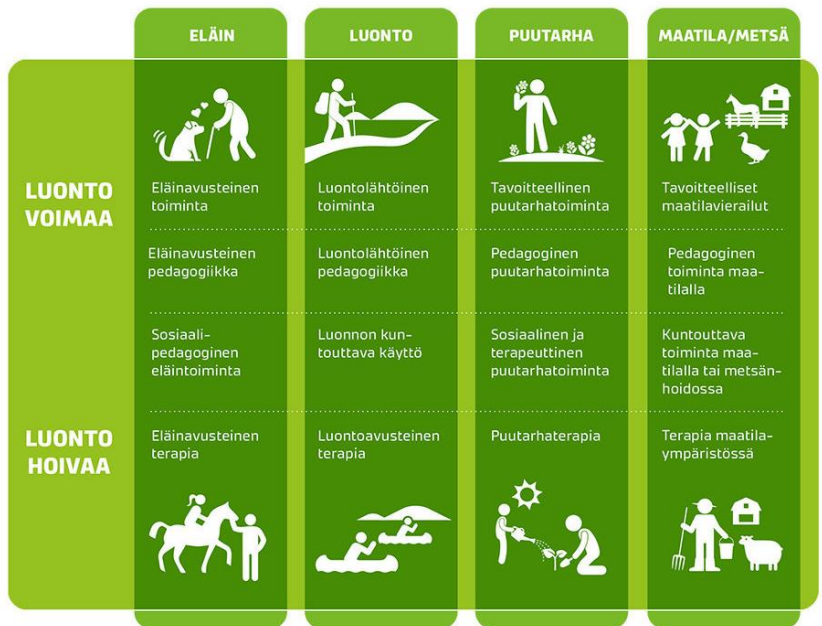 ELÄIN
LUONTO
PUUTARHA
MAATILA/METSÄ
LUONTO
VOIMAA
Eläinavusteinen
toiminta
Luontolähtöinen
toiminta
Tavoitteellinen
puutarhatoiminta
Tavoitteelliset
maatilavierailut
Eläinavusteinen
pedagogiikka
Luontolähtöinen
pedagogiikka
Pedagoginen
puutarhatoiminta
Pedagoginen
toiminta maa-
tilalla
Sosiaali-
pedagoginen
eläintoiminta
Luonnon kun-
touttava käyttö
Sosiaalinen ja
terapeuttinen
puutarhatoiminta
Kuntouttava
toiminta maa-
tilalla tai metsän-
hoidossa
LUONTO
HOIVAA
Eläinavusteinen
terapia
Luontoavusteinen
terapia
Puutarhaterapia
Terapia maatila-
ympäristössä